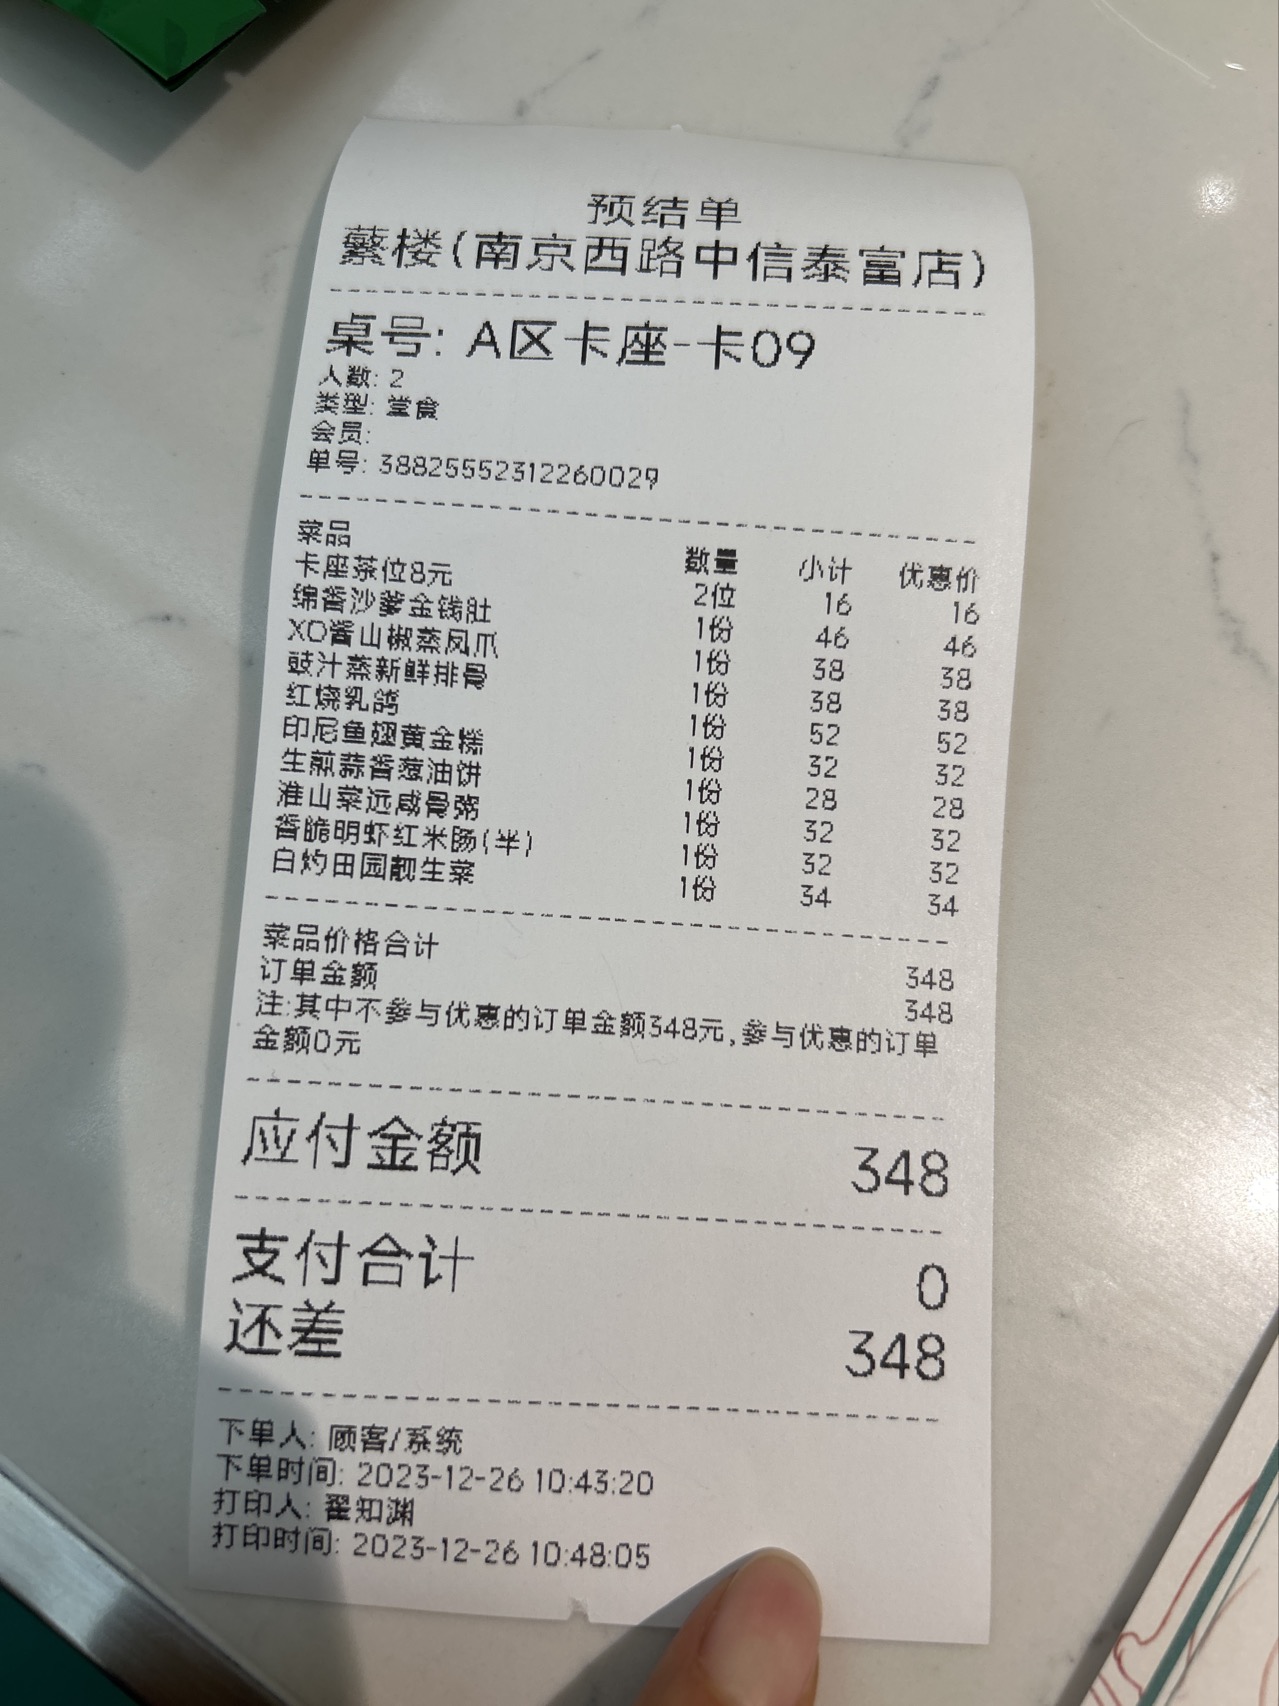 预结单
蘩楼(南京西路中信泰富店)
桌号: A区卡座-卡09
人数: 2
类型: 堂食
会员:
单号: 38825552312260029
菜品 数量 小计 优惠价
卡座茶位8元 2位 16 16
绵香沙爹金钱肚 1份 46 46
XO酱山椒蒸凤爪 1份 38 38
豉汁蒸新鲜排骨 1份 38 38
红烧乳鸽 1份 52 52
印尼鱼翅黄金糕 1份 32 32
生煎蒜香葱油饼 1份 28 28
淮山菜远咸骨粥 1份 32 32
香脆明虾红米肠(半) 1份 32 32
白灼田园靓生菜 1份 34 34
菜品价格合计 348
订单金额 348
注:其中不参与优惠的订单金额348元,参与优惠的订单
金额0元
应付金额 348
支付合计 0
还差 348
下单人: 顾客/系统
下单时间: 2023-12-26 10:43:20
打印人: 翟知渊
打印时间: 2023-12-26 10:48:05